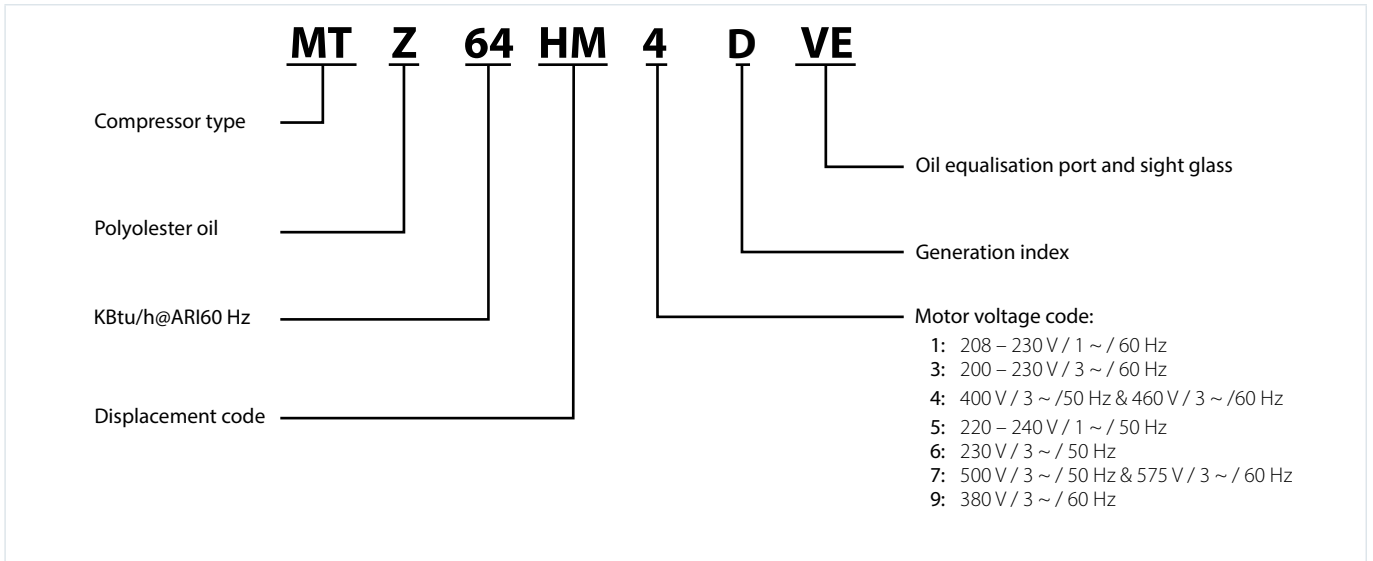 MT Z 64 HM 4 D VE
Compressor type
Polyolester oil
KBtu/h@ARI60 Hz
Displacement code
Oil equalisation port and sight glass
Generation index
Motor voltage code:
1: 208 – 230 V / 1 ~ / 60 Hz
3: 200 – 230 V / 3 ~ / 60 Hz
4: 400 V / 3 ~ /50 Hz & 460 V / 3 ~ /60 Hz
5: 220 – 240 V / 1 ~ / 50 Hz
6: 230 V / 3 ~ / 50 Hz
7: 500 V / 3 ~ / 50 Hz & 575 V / 3 ~ / 60 Hz
9: 380 V / 3 ~ / 60 Hz